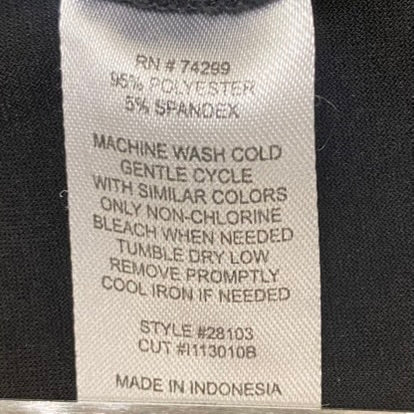 RN # 74299
95% POLYESTER
5% SPANDEX
MACHINE WASH COLD
GENTLE CYCLE
WITH SIMILAR COLORS
ONLY NON-CHLORINE
BLEACH WHEN NEEDED
TUMBLE DRY LOW
REMOVE PROMPTLY
COOL IRON IF NEEDED
STYLE #28103
CUT #I113010B
MADE IN INDONESIA